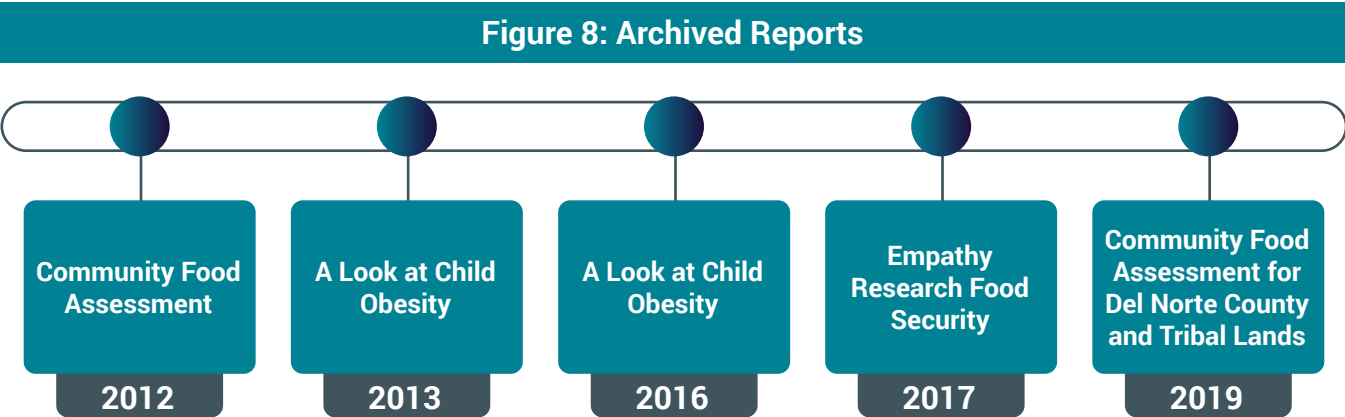 Figure 8: Archived Reports
Community Food
Assessment
2012
A Look at Child
Obesity
2013
A Look at Child
Obesity
2016
Empathy
Research Food
Security
2017
Community Food
Assessment for
Del Norte County
and Tribal Lands
2019